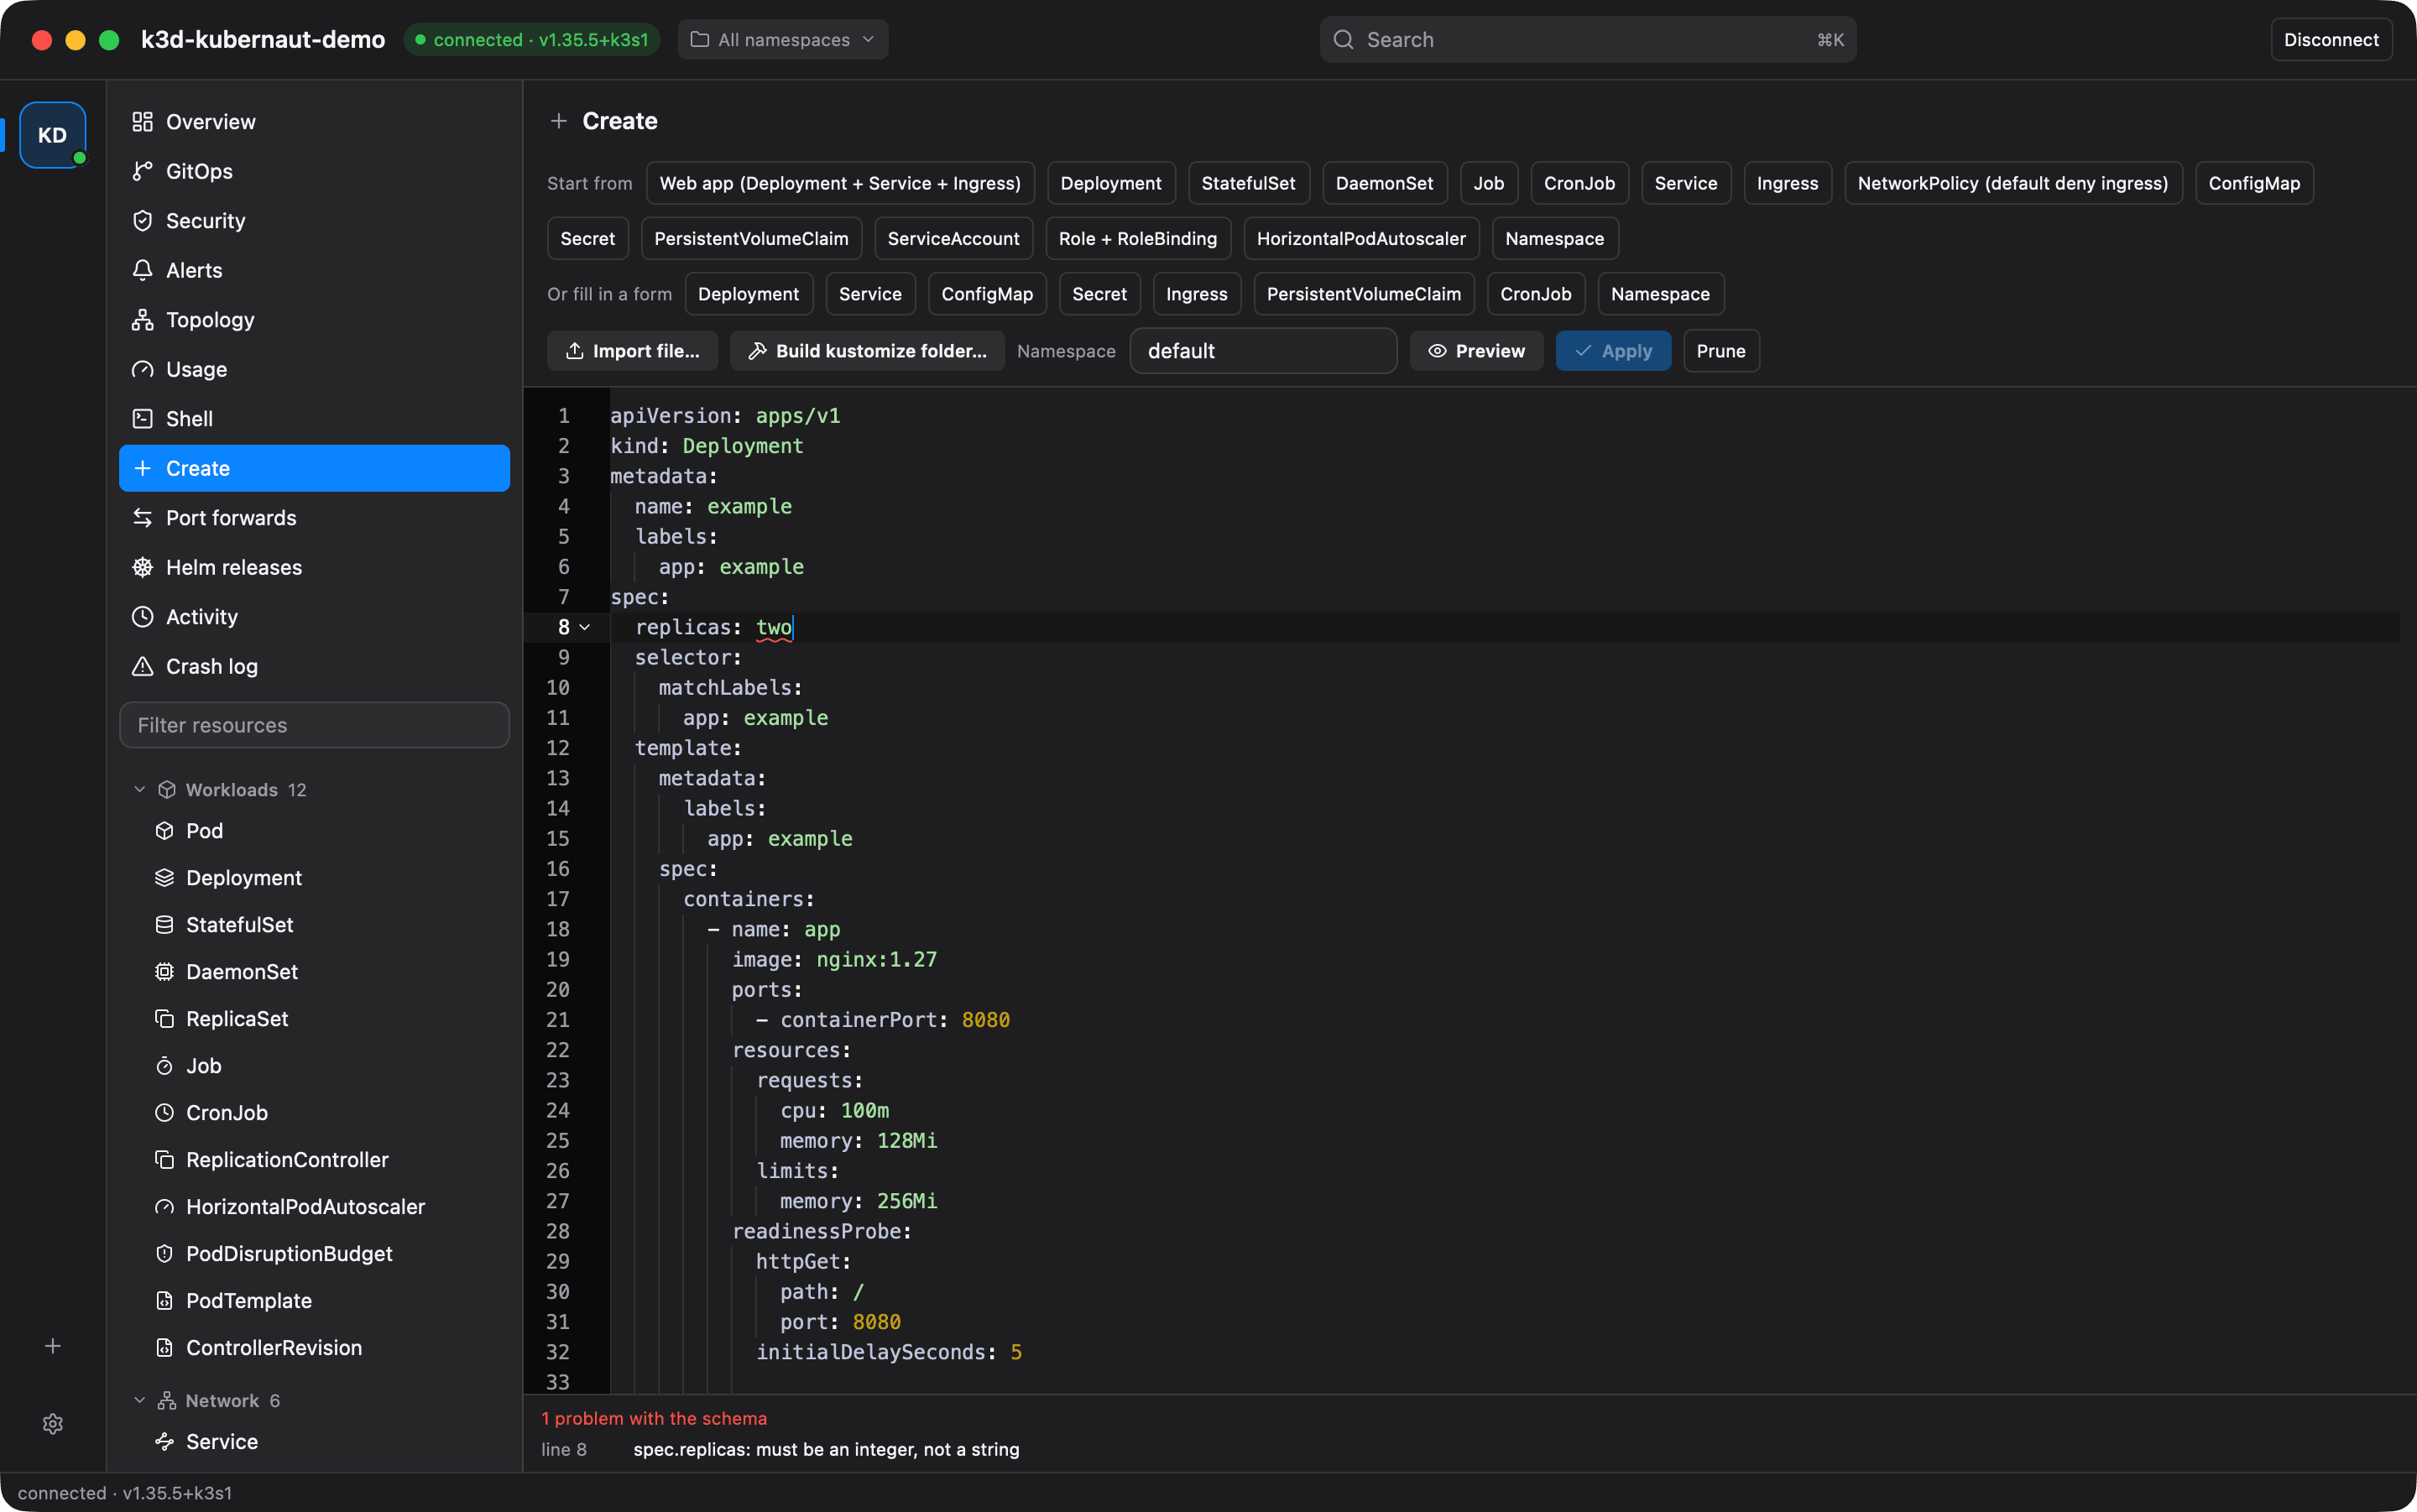 k3d-kubernaut-demo
connected · v1.35.5+k3s1
All namespaces
Search
⌘K
Disconnect
KD
Overview
GitOps
Security
Alerts
Topology
Usage
Shell
Create
Port forwards
Helm releases
Activity
Crash log
Filter resources
Workloads 12
Pod
Deployment
StatefulSet
DaemonSet
ReplicaSet
Job
CronJob
ReplicationController
HorizontalPodAutoscaler
PodDisruptionBudget
PodTemplate
ControllerRevision
Network 6
Service
Create
Start from Web app (Deployment + Service + Ingress) Deployment StatefulSet DaemonSet Job CronJob Service Ingress NetworkPolicy (default deny ingress) ConfigMap
Secret PersistentVolumeClaim ServiceAccount Role + RoleBinding HorizontalPodAutoscaler Namespace
Or fill in a form Deployment Service ConfigMap Secret Ingress PersistentVolumeClaim CronJob Namespace
Import file... Build kustomize folder... Namespace default Preview Apply Prune
1 apiVersion: apps/v1
2 kind: Deployment
3 metadata:
4   name: example
5   labels:
6     app: example
7 spec:
8   replicas: two
9   selector:
10     matchLabels:
11       app: example
12   template:
13     metadata:
14       labels:
15         app: example
16     spec:
17       containers:
18         - name: app
19           image: nginx:1.27
20           ports:
21             - containerPort: 8080
22           resources:
23             requests:
24               cpu: 100m
25               memory: 128Mi
26             limits:
27               memory: 256Mi
28           readinessProbe:
29             httpGet:
30               path: /
31               port: 8080
32             initialDelaySeconds: 5
33
1 problem with the schema
line 8 spec.replicas: must be an integer, not a string
connected · v1.35.5+k3s1